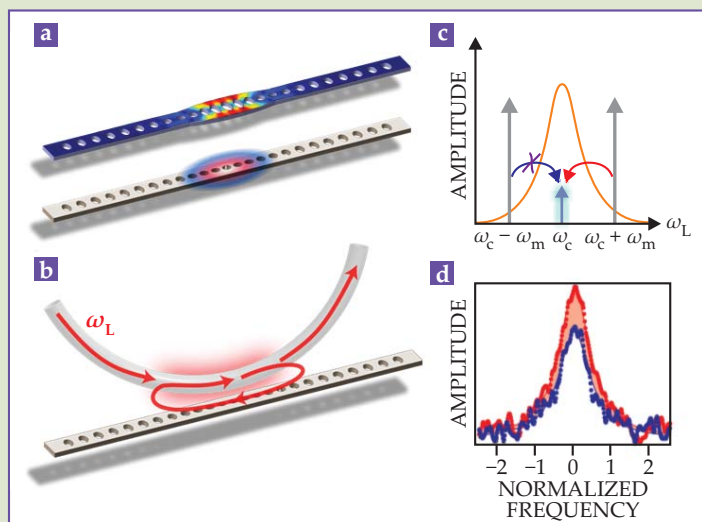 a
b
ω_L
c
AMPLITUDE
ω_c − ω_m ω_c ω_c + ω_m ω_L
d
AMPLITUDE
−2 −1 0 1 2
NORMALIZED
FREQUENCY